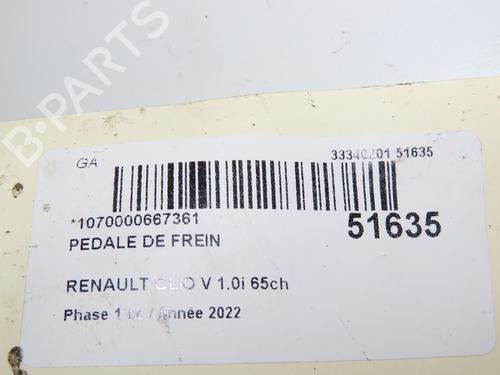 B-PARTS
GA
33340201 51635
*1070000667361
51635
PEDALE DE FREIN
RENAULT CLIO V 1.0i 65ch
Phase 1 / Année 2022